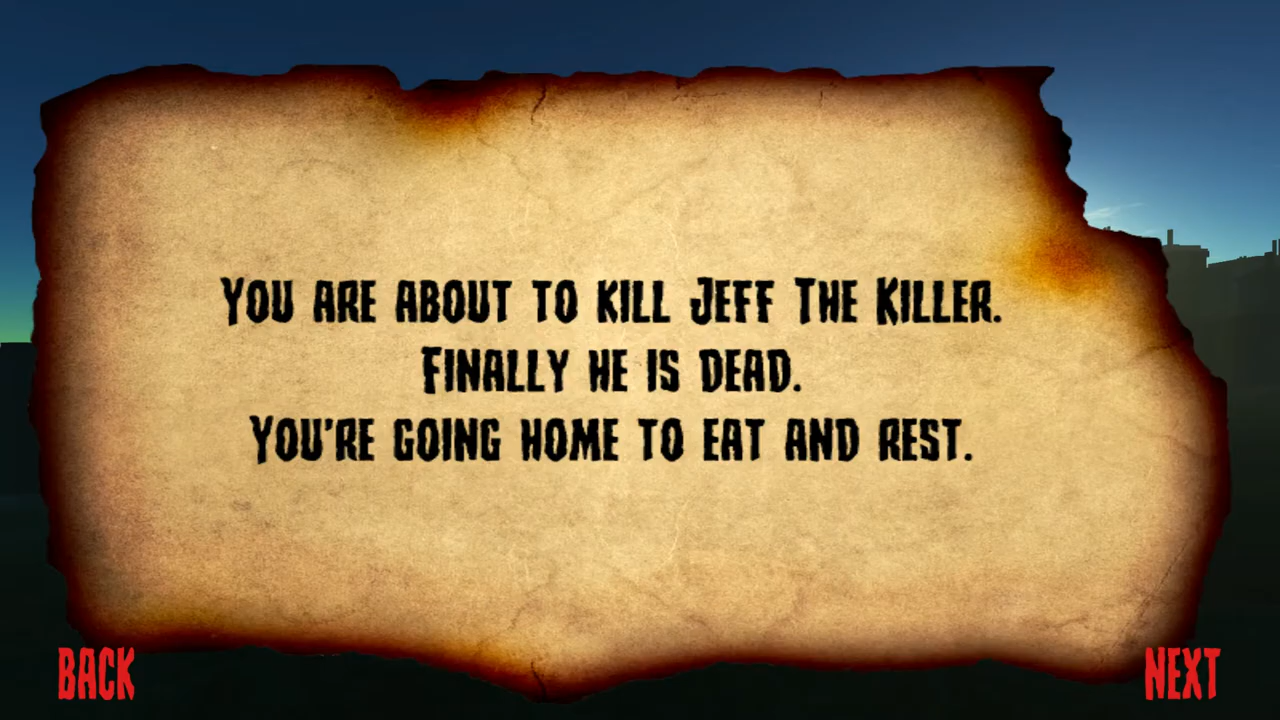 You are about to kill Jeff The Killer.
Finally he is dead.
You're going home to eat and rest.
BACK
NEXT